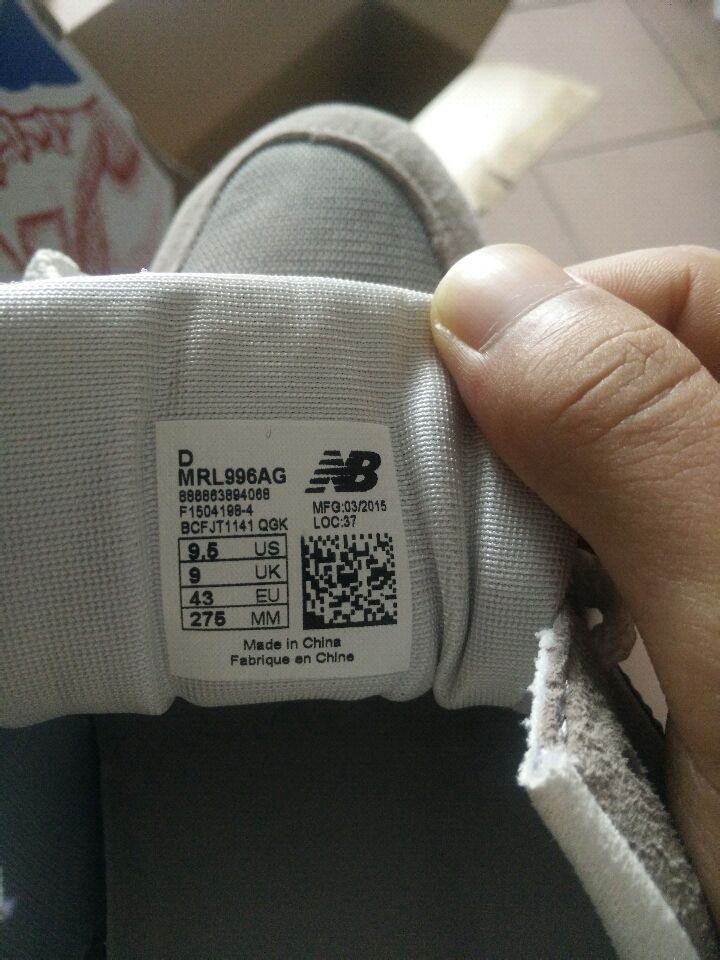 D
MRL996AG
888863894068
F1504198-4
BCFJT1141 QGK
NB
MFG:03/2015
LOC:37
9.5 US
9 UK
43 EU
275 MM
Made in China
Fabrique en Chine